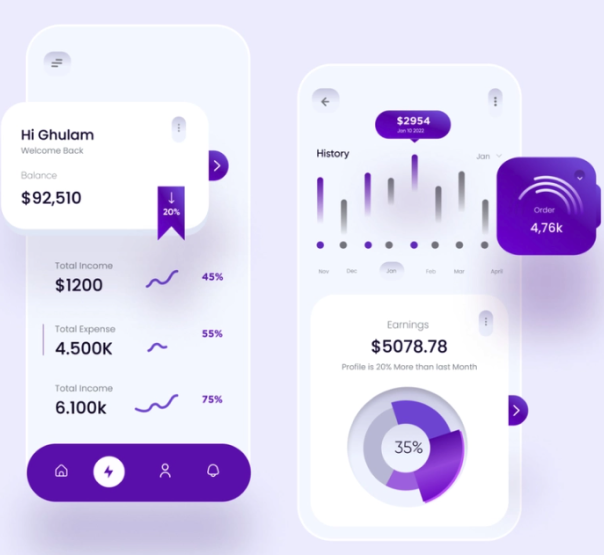 Hi Ghulam
Welcome Back
Balance
$92,510
20%
Total Income
$1200
45%
Total Expense
4.500K
55%
Total Income
6.100k
75%
$2954
Jan 10 2022
History
Jan
Nov Dec Jan Feb Mar April
Order
4,76k
Earnings
$5078.78
Profile is 20% More than last Month
35%